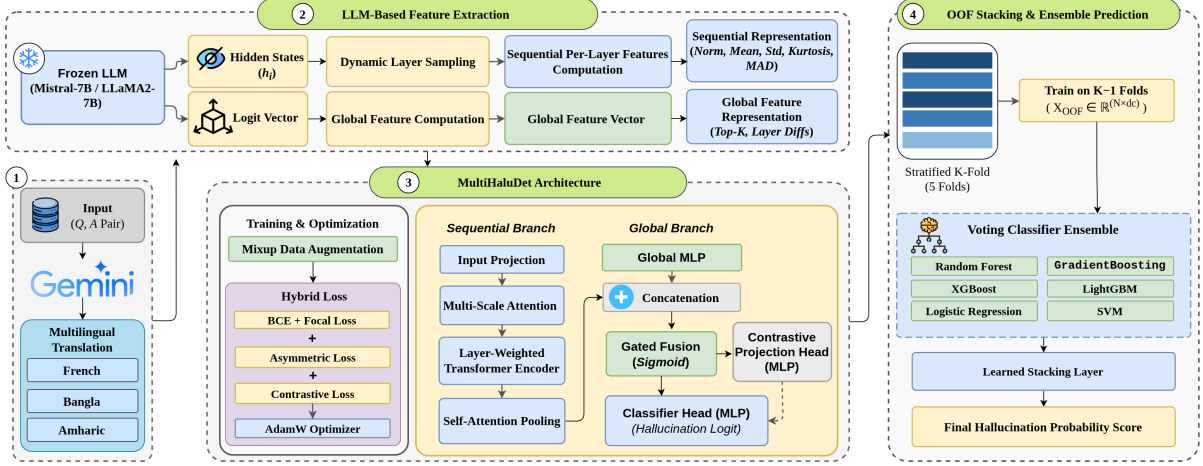 1
Input
(Q, A Pair)
Gemini
Multilingual
Translation
French
Bangla
Amharic
2
LLM-Based Feature Extraction
Frozen LLM
(Mistral-7B / LLaMA2-
7B)
Hidden States
(hᵢ)
Dynamic Layer Sampling
Sequential Per-Layer Features
Computation
Sequential Representation
(Norm, Mean, Std, Kurtosis,
MAD)
Logit Vector
Global Feature Computation
Global Feature Vector
Global Feature
Representation
(Top-K, Layer Diffs)
3
MultiHaluDet Architecture
Training & Optimization
Mixup Data Augmentation
Hybrid Loss
BCE + Focal Loss
+
Asymmetric Loss
+
Contrastive Loss
AdamW Optimizer
Sequential Branch
Input Projection
Multi-Scale Attention
Layer-Weighted
Transformer Encoder
Self-Attention Pooling
Global Branch
Global MLP
+ Concatenation
Gated Fusion
(Sigmoid)
Contrastive
Projection Head
(MLP)
Classifier Head (MLP)
(Hallucination Logit)
4
OOF Stacking & Ensemble Prediction
Stratified K-Fold
(5 Folds)
Train on K−1 Folds
( X_OOF ∈ ℝ^(N×dc) )
Voting Classifier Ensemble
Random Forest
GradientBoosting
XGBoost
LightGBM
Logistic Regression
SVM
Learned Stacking Layer
Final Hallucination Probability Score